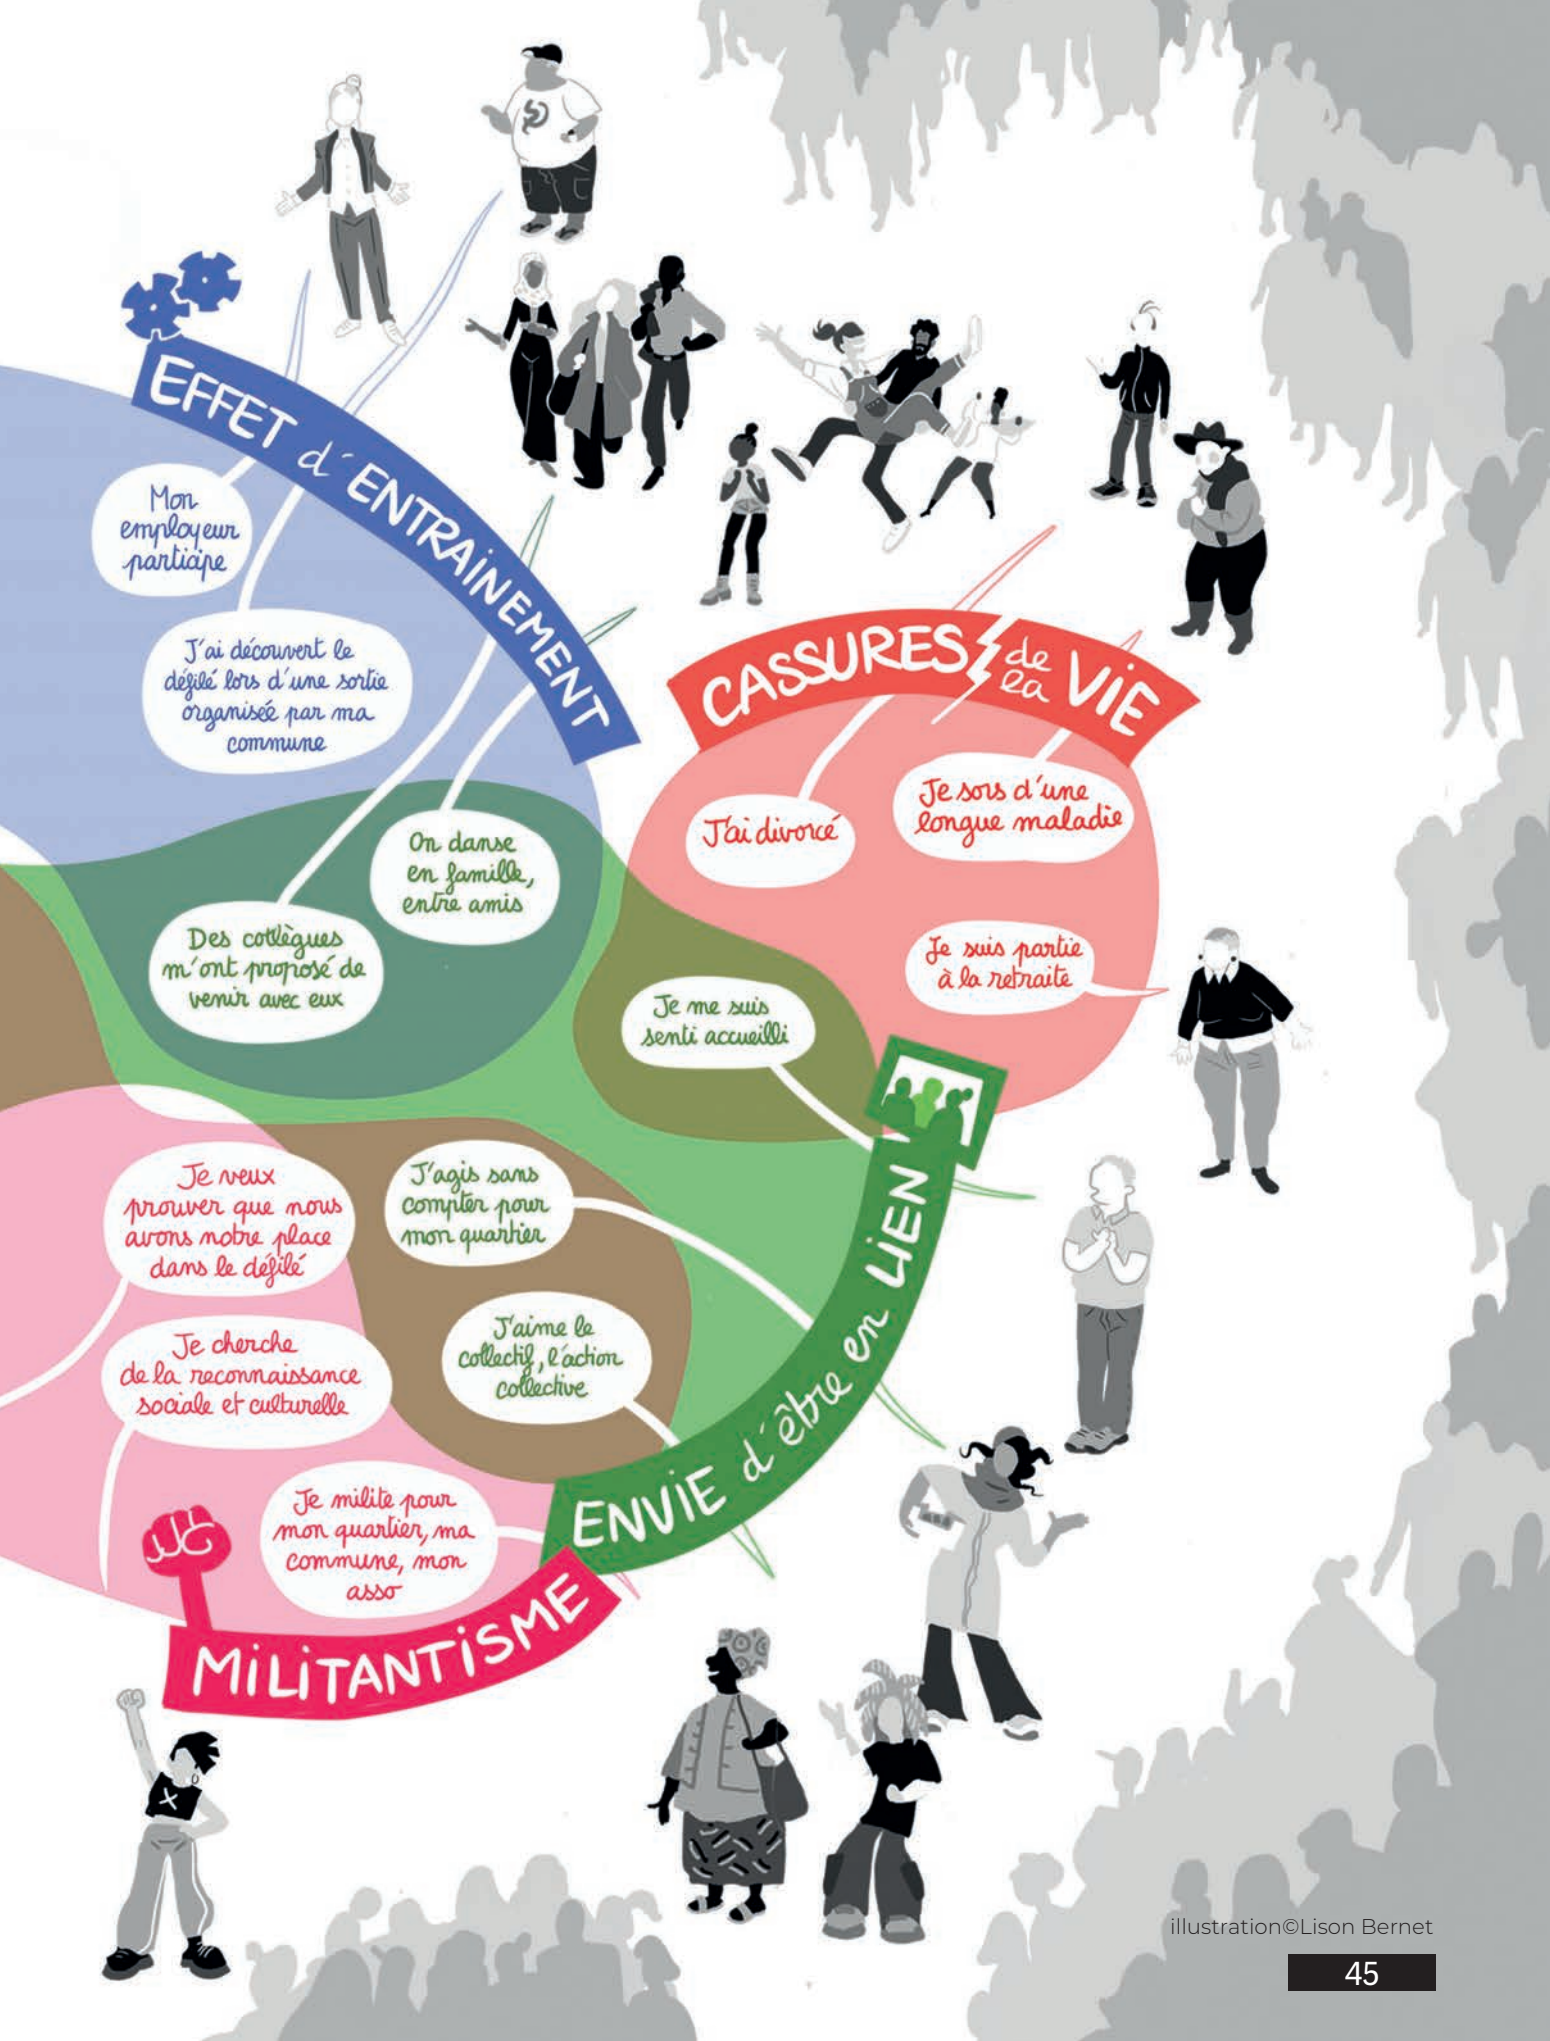 EFFET d'ENTRAINEMENT
Mon
employeur
participe
J'ai découvert le
défilé lors d'une sortie
organisée par ma
commune
CASSURES de la VIE
J'ai divorcé
Je sors d'une
longue maladie
Je suis partie
à la retraite
On danse
en famille,
entre amis
Des collègues
m'ont proposé de
venir avec eux
Je me suis
senti accueilli
J'agis sans
compter pour
mon quartier
J'aime le
collectif, l'action
collective
ENVIE d'être en LIEN
Je veux
prouver que nous
avons notre place
dans le défilé
Je cherche
de la reconnaissance
sociale et culturelle
Je milite pour
mon quartier, ma
commune, mon
asso
MILITANTISME
illustration©Lison Bernet
45